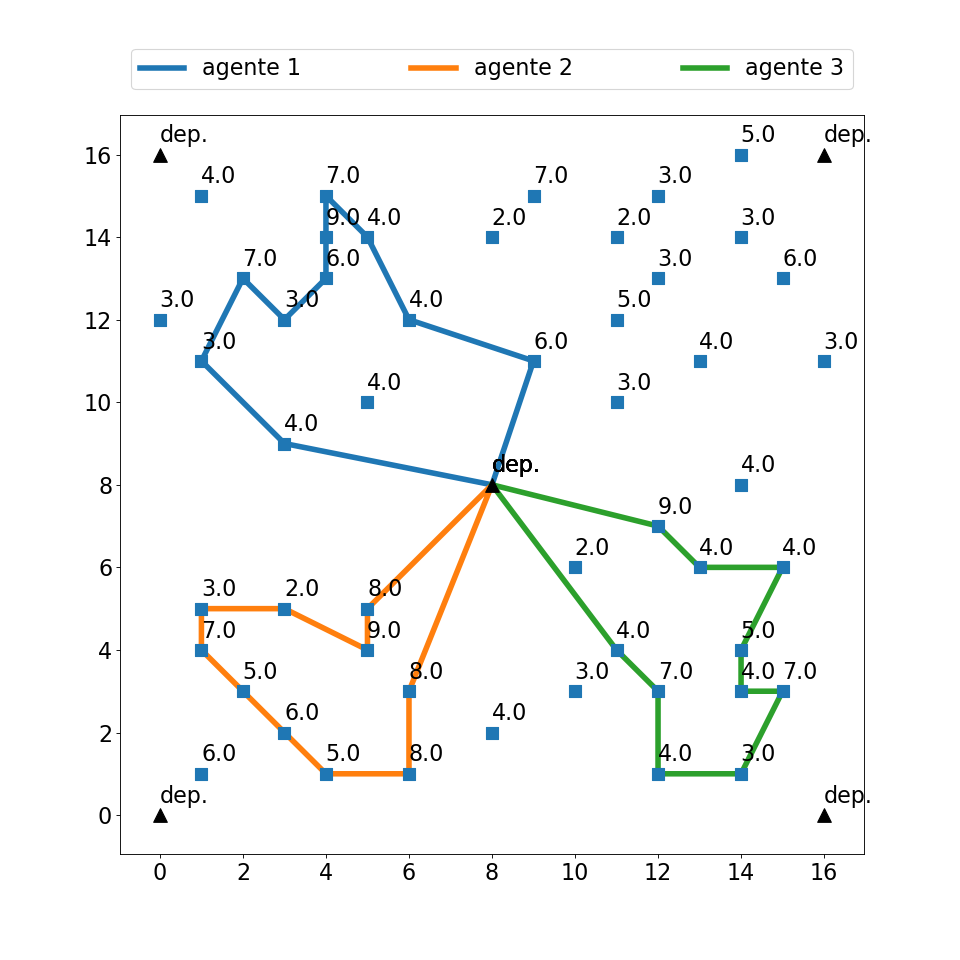 agente 1 agente 2 agente 3
dep. 5.0 dep.
16
4.0 7.0 7.0 3.0
9.0 4.0 2.0 2.0 3.0
14
7.0 6.0 3.0 6.0
3.0 3.0 4.0 5.0
12
3.0 6.0 4.0 3.0
4.0 3.0
10
4.0
dep. 4.0
8
9.0
2.0 4.0 4.0
6
3.0 2.0 8.0
7.0 9.0 4.0 5.0
4
5.0 8.0 3.0 7.0 4.0 7.0
6.0 4.0
2
6.0 5.0 8.0 4.0 3.0
dep. dep.
0
0 2 4 6 8 10 12 14 16